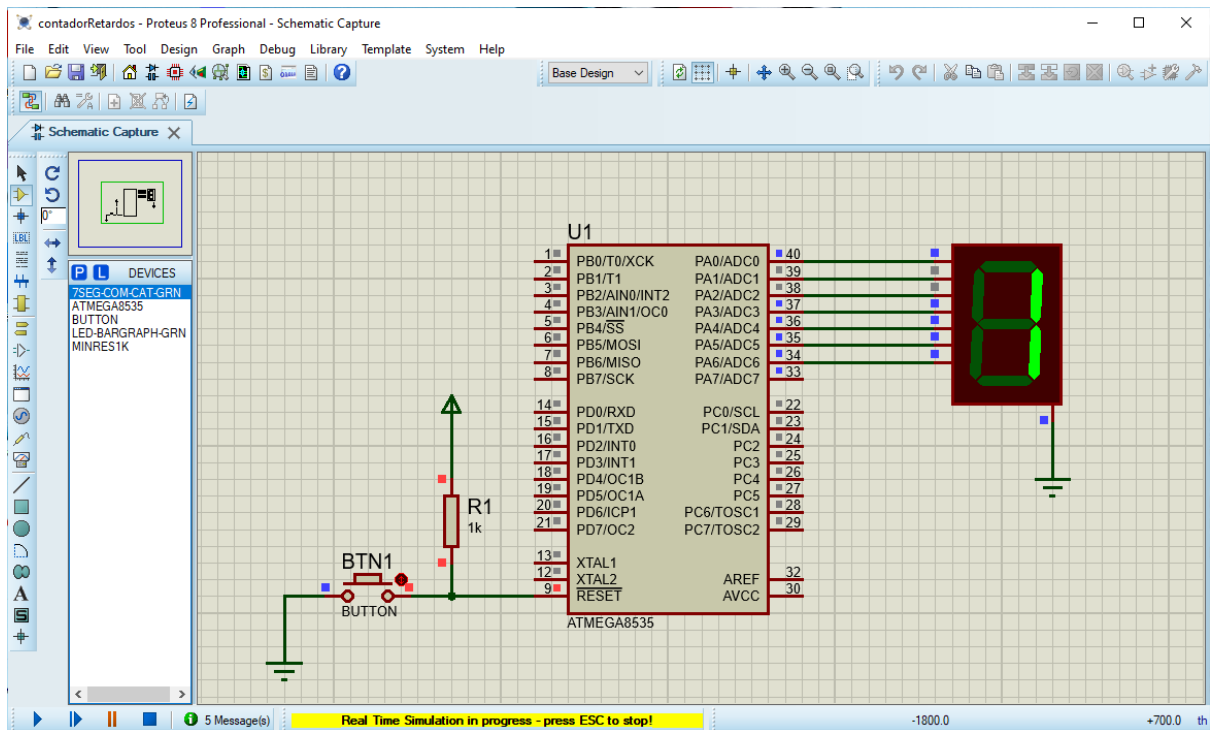 contadorRetardos - Proteus 8 Professional - Schematic Capture
File Edit View Tool Design Graph Debug Library Template System Help
Base Design
Schematic Capture
0°
LBL
P L DEVICES
7SEG-COM-CAT-GRN
ATMEGA8535
BUTTON
LED-BARGRAPH-GRN
MINRES1K
A
S
U1
1 PB0/T0/XCK PA0/ADC0 40
2 PB1/T1 PA1/ADC1 39
3 PB2/AIN0/INT2 PA2/ADC2 38
4 PB3/AIN1/OC0 PA3/ADC3 37
5 PB4/SS PA4/ADC4 36
6 PB5/MOSI PA5/ADC5 35
7 PB6/MISO PA6/ADC6 34
8 PB7/SCK PA7/ADC7 33
14 PD0/RXD PC0/SCL 22
15 PD1/TXD PC1/SDA 23
16 PD2/INT0 PC2 24
17 PD3/INT1 PC3 25
18 PD4/OC1B PC4 26
19 PD5/OC1A PC5 27
20 PD6/ICP1 PC6/TOSC1 28
21 PD7/OC2 PC7/TOSC2 29
13 XTAL1
12 XTAL2 AREF 32
9 RESET AVCC 30
ATMEGA8535
R1
1k
BTN1
BUTTON
1
5 Message(s) Real Time Simulation in progress - press ESC to stop! -1800.0 +700.0 th